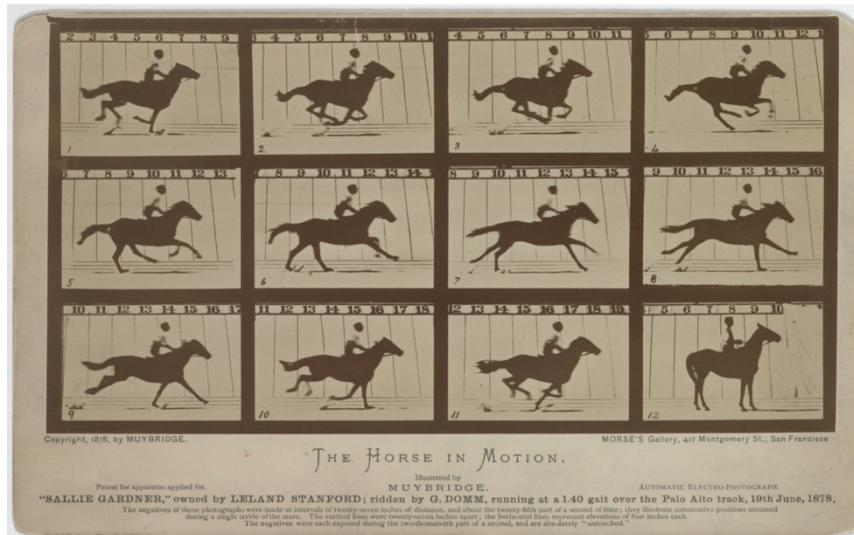 2 3 4 5 6 7 8 9
1
3 4 5 6 7 8 9 10
2
4 5 6 7 8 9 10 11
3
6 7 8 9 10 11 12
4
6 7 8 9 10 11 12 13
5
8 9 10 11 12 13 14
6
8 9 10 11 12 13 14 15
7
9 10 11 12 13 14 15 16
8
10 11 12 13 14 15 16 17
9
11 12 13 14 15 16 17 18
10
12 13 14 15 16 17 18 19
11
5 6 7 8 9 10
12
Copyright, 1878, by MUYBRIDGE.
MORSE'S Gallery, 417 Montgomery St., San Francisco
THE HORSE IN MOTION.
Illustrated by
Patent for apparatus applied for.
MUYBRIDGE.
AUTOMATIC ELECTRO-PHOTOGRAPH.
"SALLIE GARDNER," owned by LELAND STANFORD; ridden by G. DOMM, running at a 1.40 gait over the Palo Alto track, 19th June, 1878.
The negatives of these photographs were made at intervals of twenty-seven inches of distance, and about the twenty-fifth part of a second of time; they illustrate consecutive positions assumed
during a single stride of the mare. The vertical lines were twenty-seven inches apart; the horizontal lines represent elevations of four inches each
The negatives were each exposed during the two-thousandth part of a second, and are absolutely "untouched."